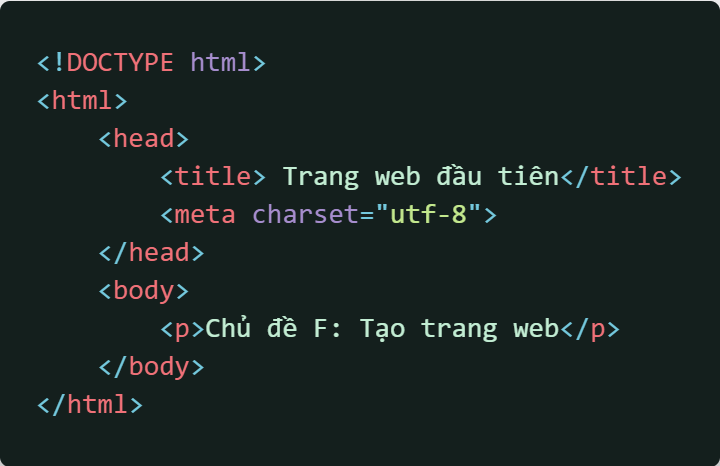 <!DOCTYPE html>
<html>
    <head>
        <title> Trang web đầu tiên</title>
        <meta charset="utf-8">
    </head>
    <body>
        <p>Chủ đề F: Tạo trang web</p>
    </body>
</html>